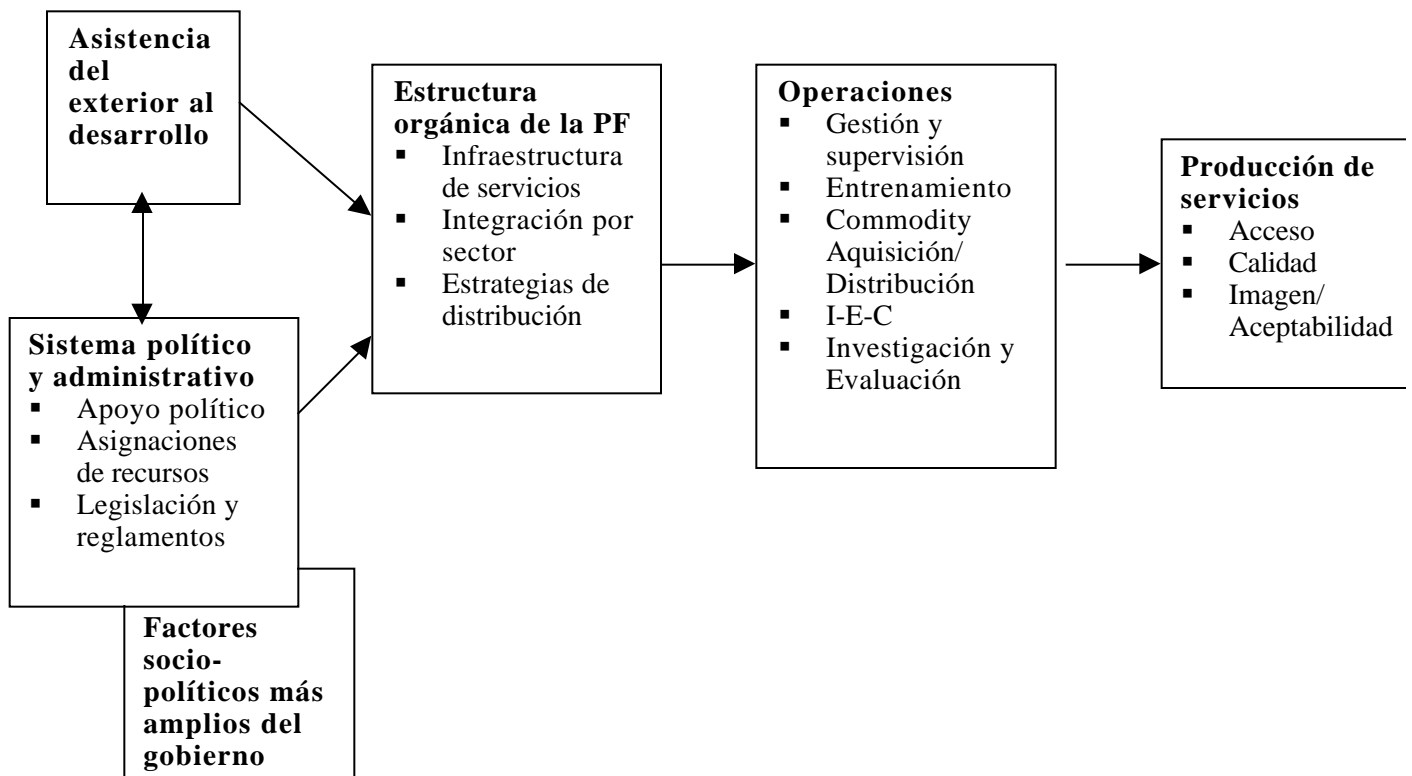 Asistencia
del
exterior al
desarrollo
Sistema político
y administrativo
▪ Apoyo político
▪ Asignaciones
de recursos
▪ Legislación y
reglamentos
Factores
socio-
políticos más
amplios del
gobierno
Estructura
orgánica de la PF
▪ Infraestructura
de servicios
▪ Integración por
sector
▪ Estrategias de
distribución
Operaciones
▪ Gestión y
supervisión
▪ Entrenamiento
▪ Commodity
Aquisición/
Distribución
▪ I-E-C
▪ Investigación y
Evaluación
Producción de
servicios
▪ Acceso
▪ Calidad
▪ Imagen/
Aceptabilidad